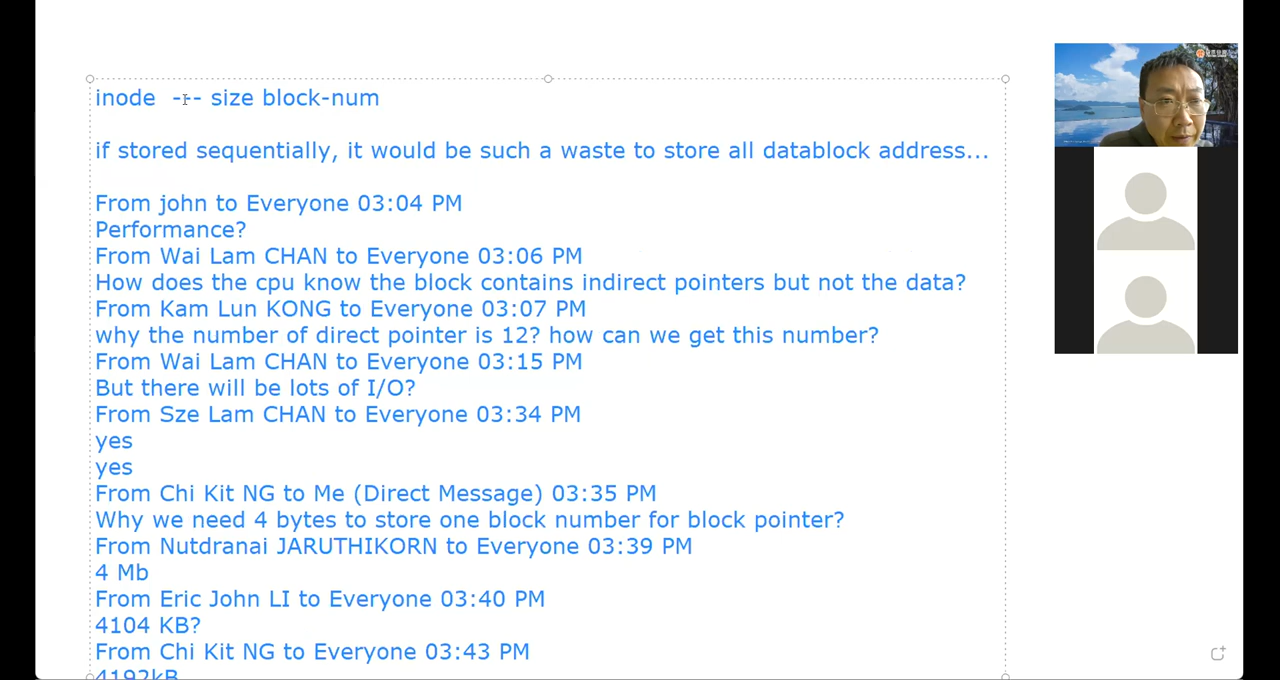 inode --- size block-num
if stored sequentially, it would be such a waste to store all datablock address...
From john to Everyone 03:04 PM
Performance?
From Wai Lam CHAN to Everyone 03:06 PM
How does the cpu know the block contains indirect pointers but not the data?
From Kam Lun KONG to Everyone 03:07 PM
why the number of direct pointer is 12? how can we get this number?
From Wai Lam CHAN to Everyone 03:15 PM
But there will be lots of I/O?
From Sze Lam CHAN to Everyone 03:34 PM
yes
yes
From Chi Kit NG to Me (Direct Message) 03:35 PM
Why we need 4 bytes to store one block number for block pointer?
From Nutdranai JARUTHIKORN to Everyone 03:39 PM
4 Mb
From Eric John LI to Everyone 03:40 PM
4104 KB?
From Chi Kit NG to Everyone 03:43 PM
4192kB